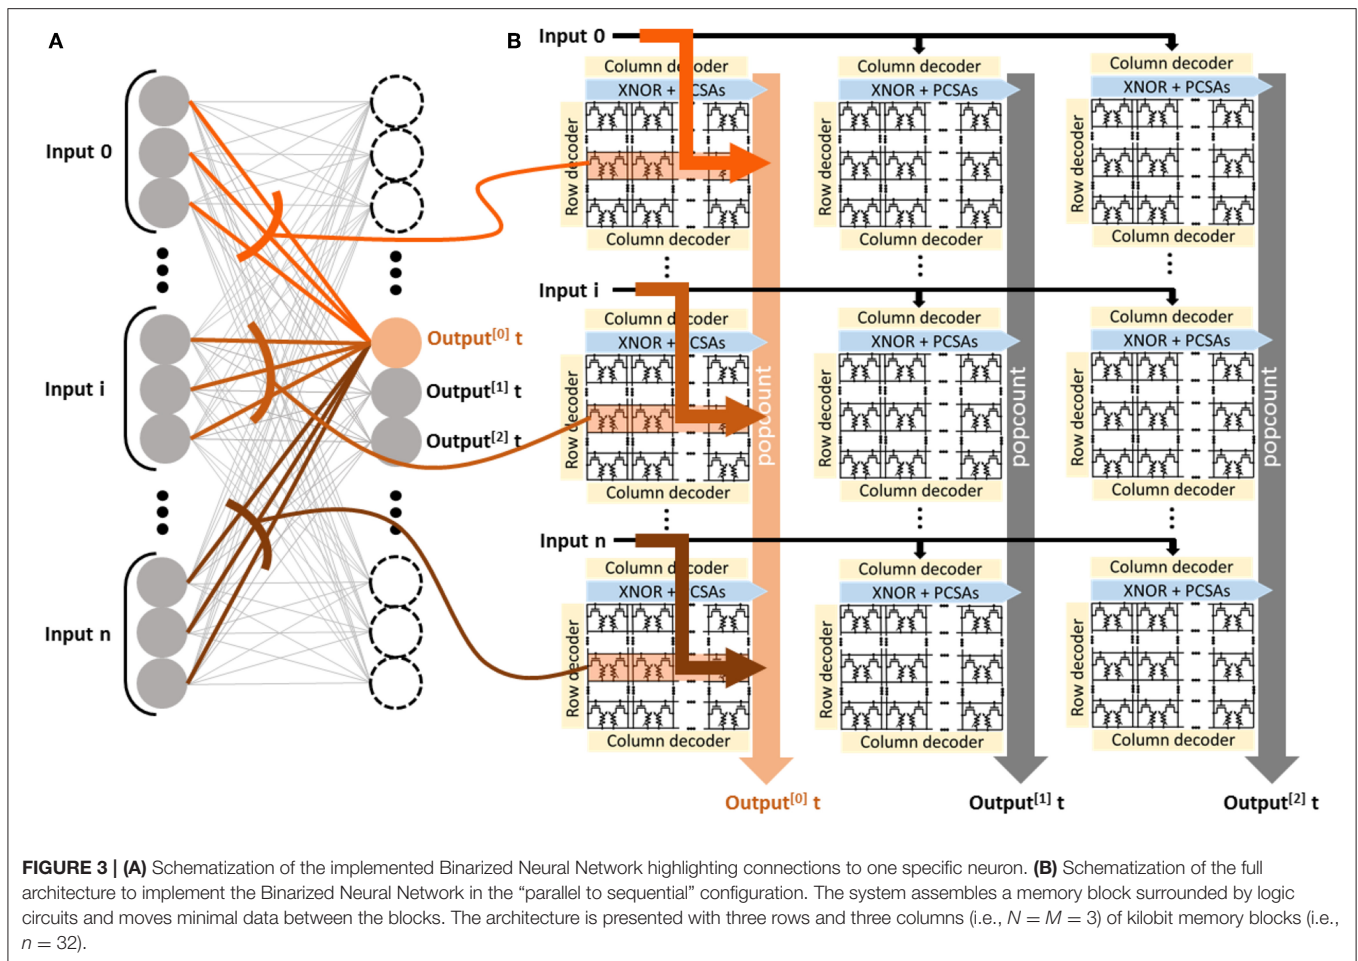 A
Input 0
Input i
Input n
Output[0] t
Output[1] t
Output[2] t
B
Input 0
Column decoder
Column decoder
Column decoder
XNOR + PCSAs
XNOR + PCSAs
XNOR + PCSAs
Row decoder
Row decoder
Row decoder
Column decoder
Column decoder
Column decoder
Input i
Column decoder
Column decoder
Column decoder
XNOR + PCSAs
XNOR + PCSAs
XNOR + PCSAs
Row decoder
Row decoder
Row decoder
popcount
popcount
popcount
Column decoder
Column decoder
Column decoder
Input n
Column decoder
Column decoder
Column decoder
XNOR + PCSAs
XNOR + PCSAs
XNOR + PCSAs
Row decoder
Row decoder
Row decoder
Column decoder
Column decoder
Column decoder
Output[0] t
Output[1] t
Output[2] t
FIGURE 3 | (A) Schematization of the implemented Binarized Neural Network highlighting connections to one specific neuron. (B) Schematization of the full
architecture to implement the Binarized Neural Network in the “parallel to sequential” configuration. The system assembles a memory block surrounded by logic
circuits and moves minimal data between the blocks. The architecture is presented with three rows and three columns (i.e., N = M = 3) of kilobit memory blocks (i.e.,
n = 32).